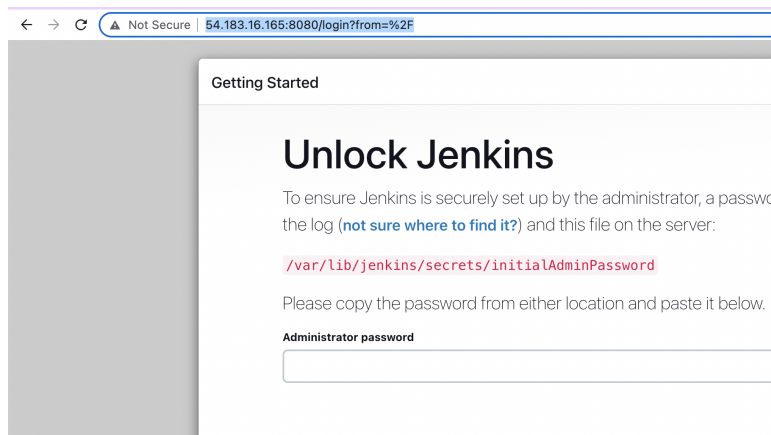 Not Secure 54.183.16.165:8080/login?from=%2F
Getting Started
Unlock Jenkins
To ensure Jenkins is securely set up by the administrator, a
the log (not sure where to find it?) and this file on the server:
/var/lib/jenkins/secrets/initialAdminPassword
Please copy the password from either location and paste it below.
Administrator password